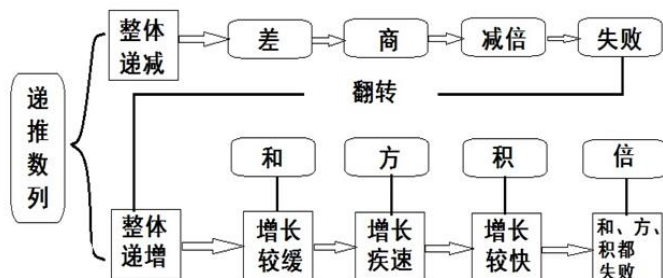 递推数列
整体
递减
差
商
减倍
失败
翻转
和
方
积
倍
整体
递增
增长
较缓
增长
疾速
增长
较快
和、方、
积都
失败